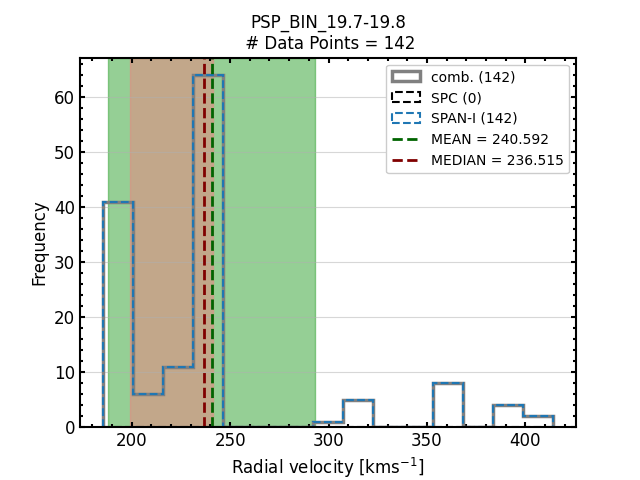 PSP_BIN_19.7-19.8
# Data Points = 142
comb. (142)
SPC (0)
SPAN-I (142)
MEAN = 240.592
MEDIAN = 236.515
Frequency
60
50
40
30
20
10
0
200 250 300 350 400
Radial velocity [kms⁻¹]